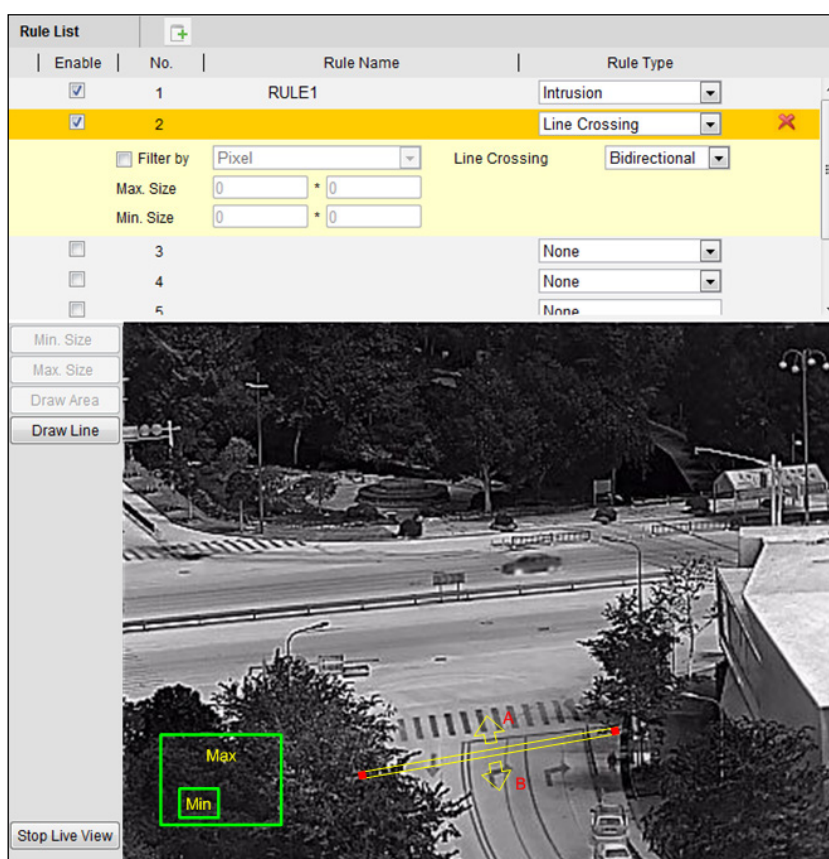 Rule List
Enable No. Rule Name Rule Type
1 RULE1 Intrusion
2 Line Crossing
Filter by Pixel Line Crossing Bidirectional
Max. Size 0 * 0
Min. Size 0 * 0
3 None
4 None
5 None
Min. Size
Max. Size
Draw Area
Draw Line
A
Max
B
Min
Stop Live View